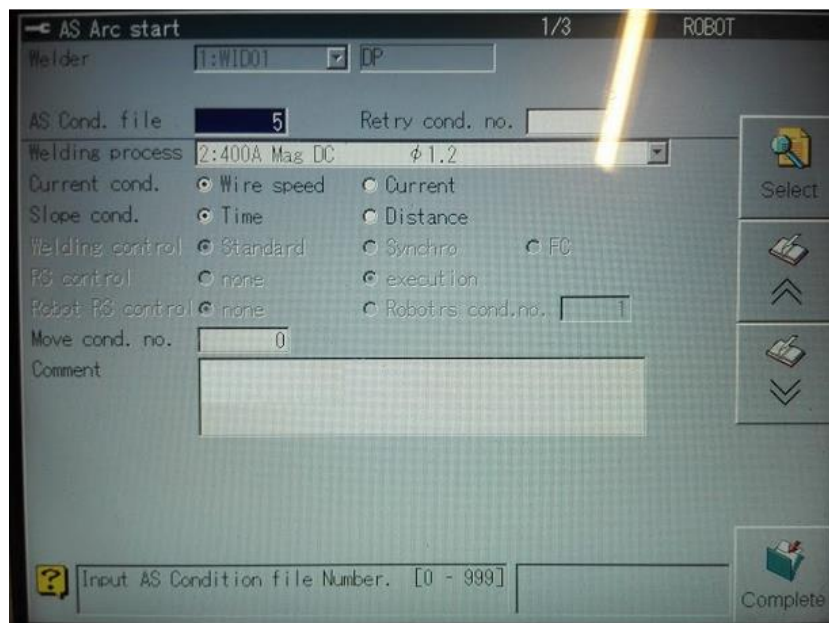 AS Arc start 1/3 ROBOT
Welder 1:WID01 DP
AS Cond. file 5 Retry cond. no.
Welding process 2:400A Mag DC φ1.2
Current cond. Wire speed Current
Select
Slope cond. Time Distance
Welding control Standard Synchro FC
RS control none execution
Robot RS control none Robotrs cond.no. 1
Move cond. no. 0
Comment
Input AS Condition file Number. [0 - 999]
Complete